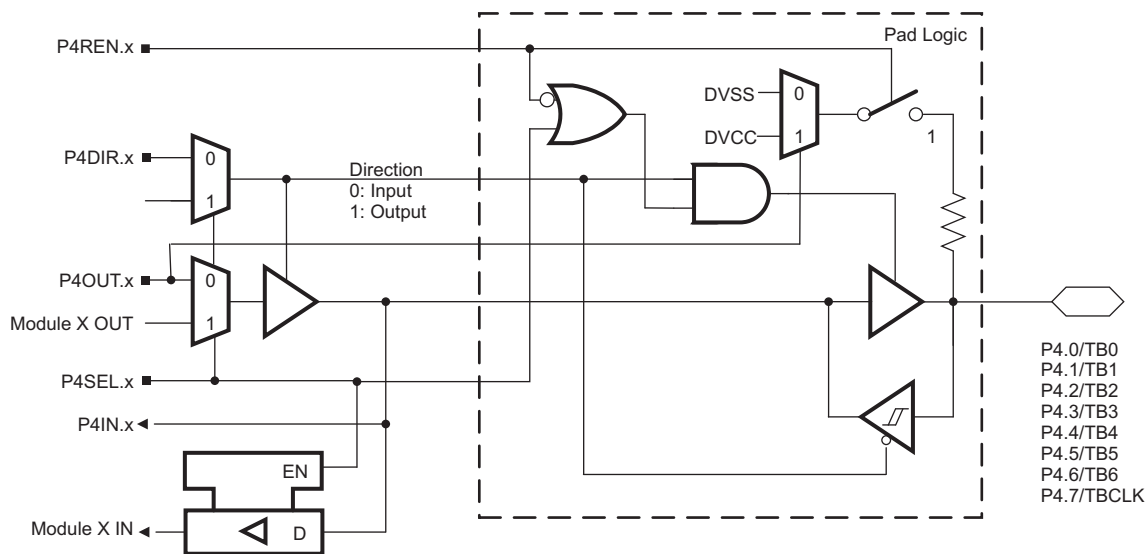 Pad Logic
P4REN.x
DVSS
0
DVCC
1
1
P4DIR.x
0
1
Direction
0: Input
1: Output
P4OUT.x
0
Module X OUT
1
P4SEL.x
P4IN.x
EN
Module X IN
D
P4.0/TB0
P4.1/TB1
P4.2/TB2
P4.3/TB3
P4.4/TB4
P4.5/TB5
P4.6/TB6
P4.7/TBCLK